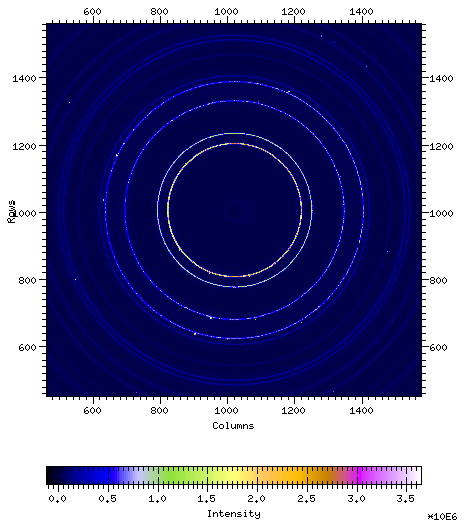 600 800 1000 1200 1400
1400 1400
1200 1200
Rows
1000 1000
800 800
600 600
600 800 1000 1200 1400
Columns
0.0 0.5 1.0 1.5 2.0 2.5 3.0 3.5
Intensity
*10E6